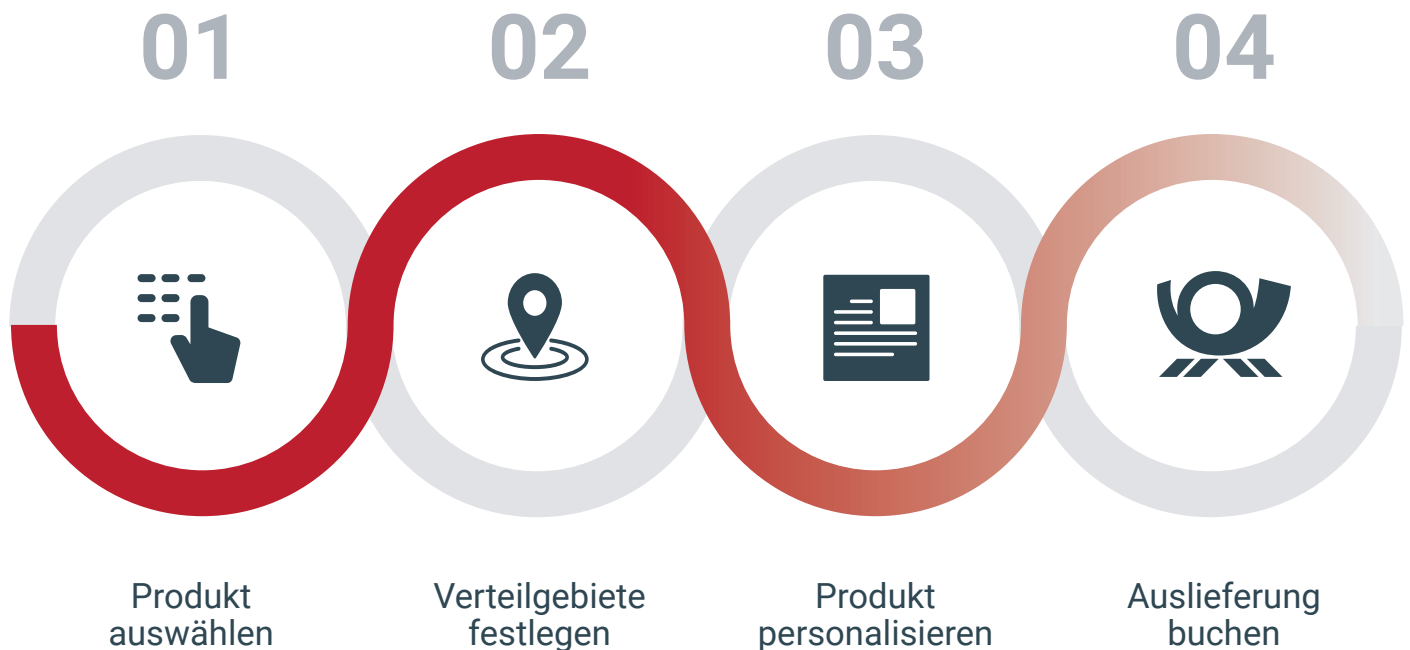 01
02
03
04
Produkt
auswählen
Verteilgebiete
festlegen
Produkt
personalisieren
Auslieferung
buchen